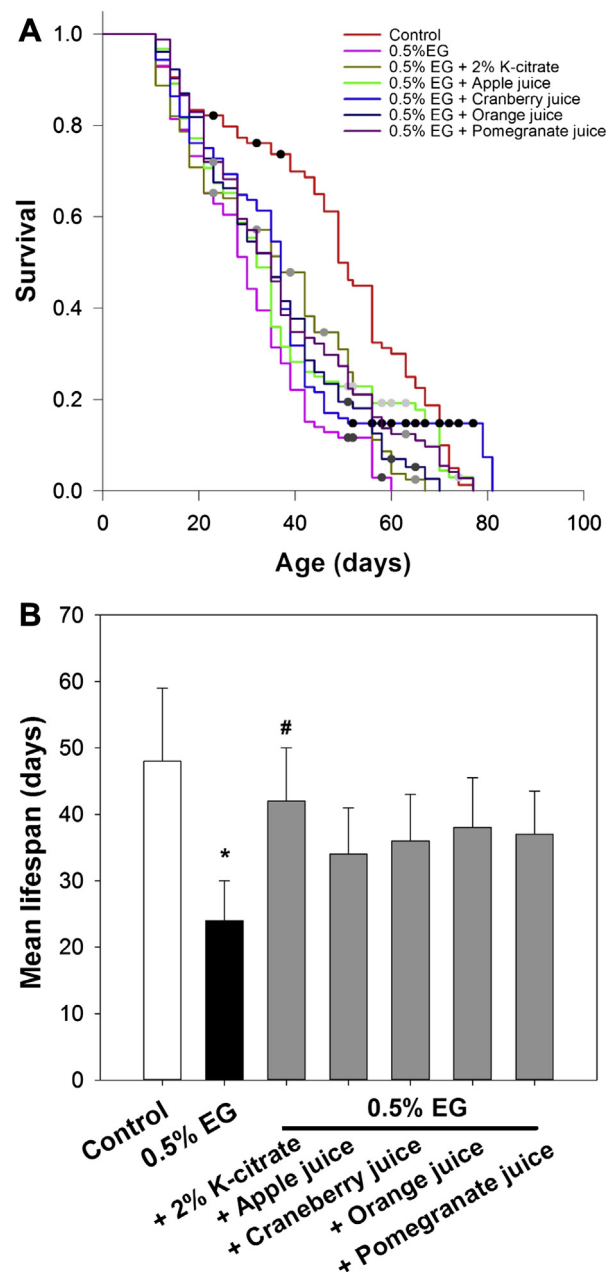 A
Survival
1.0
0.8
0.6
0.4
0.2
0.0
Control
0.5%EG
0.5% EG + 2% K-citrate
0.5% EG + Apple juice
0.5% EG + Cranberry juice
0.5% EG + Orange juice
0.5% EG + Pomegranate juice
0 20 40 60 80 100
Age (days)
B
Mean lifespan (days)
70
60
50
40
30
20
10
0
*
#
Control
0.5% EG
0.5% EG
+ 2% K-citrate
+ Apple juice
+ Craneberry juice
+ Orange juice
+ Pomegranate juice